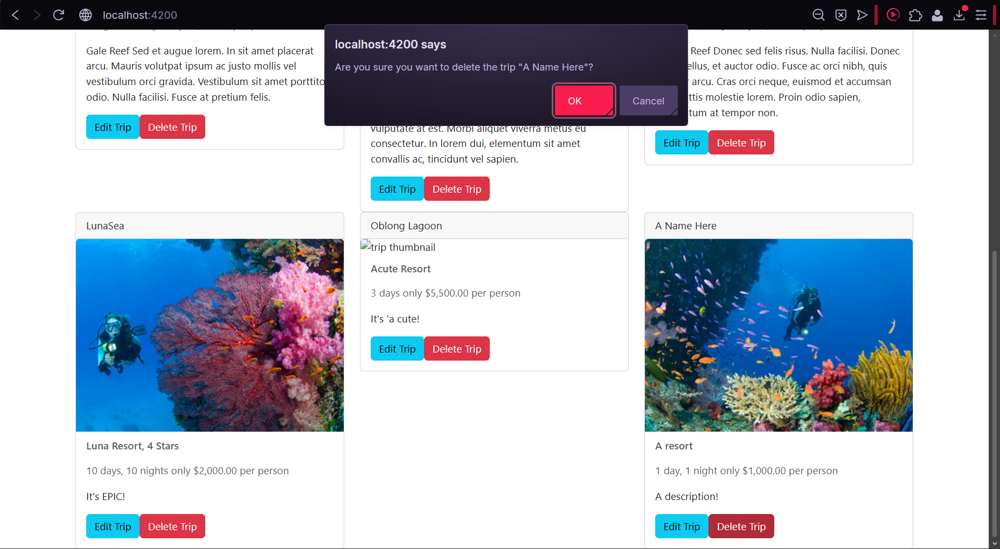 localhost:4200
localhost:4200 says
Are you sure you want to delete the trip "A Name Here"?
OK
Cancel
Gale Reef Sed et augue lorem. In sit amet placerat
arcu. Mauris volutpat ipsum ac justo mollis vel
vestibulum orci gravida. Vestibulum sit amet porttito
odio. Nulla facilisi. Fusce at pretium felis.
Edit Trip
Delete Trip
vulputate at est. Morbi aliquet viverra metus eu
consectetur. In lorem dui, elementum sit amet
convallis ac, tincidunt vel sapien.
Edit Trip
Delete Trip
Reef Donec sed felis risus. Nulla facilisi. Donec
ellus, et auctor odio. Fusce ac orci nibh, quis
arcu. Cras orci neque, euismod et accumsan
ttis molestie lorem. Proin odio sapien,
tum at tempor non.
Edit Trip
Delete Trip
LunaSea
Luna Resort, 4 Stars
10 days, 10 nights only $2,000.00 per person
It's EPIC!
Edit Trip
Delete Trip
Oblong Lagoon
trip thumbnail
Acute Resort
3 days only $5,500.00 per person
It's 'a cute!
Edit Trip
Delete Trip
A Name Here
A resort
1 day, 1 night only $1,000.00 per person
A description!
Edit Trip
Delete Trip